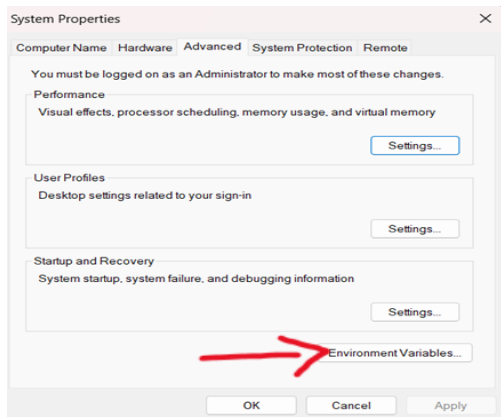 System Properties
Computer Name Hardware Advanced System Protection Remote
You must be logged on as an Administrator to make most of these changes.
Performance
Visual effects, processor scheduling, memory usage, and virtual memory
Settings...
User Profiles
Desktop settings related to your sign-in
Settings...
Startup and Recovery
System startup, system failure, and debugging information
Settings...
Environment Variables...
OK Cancel Apply